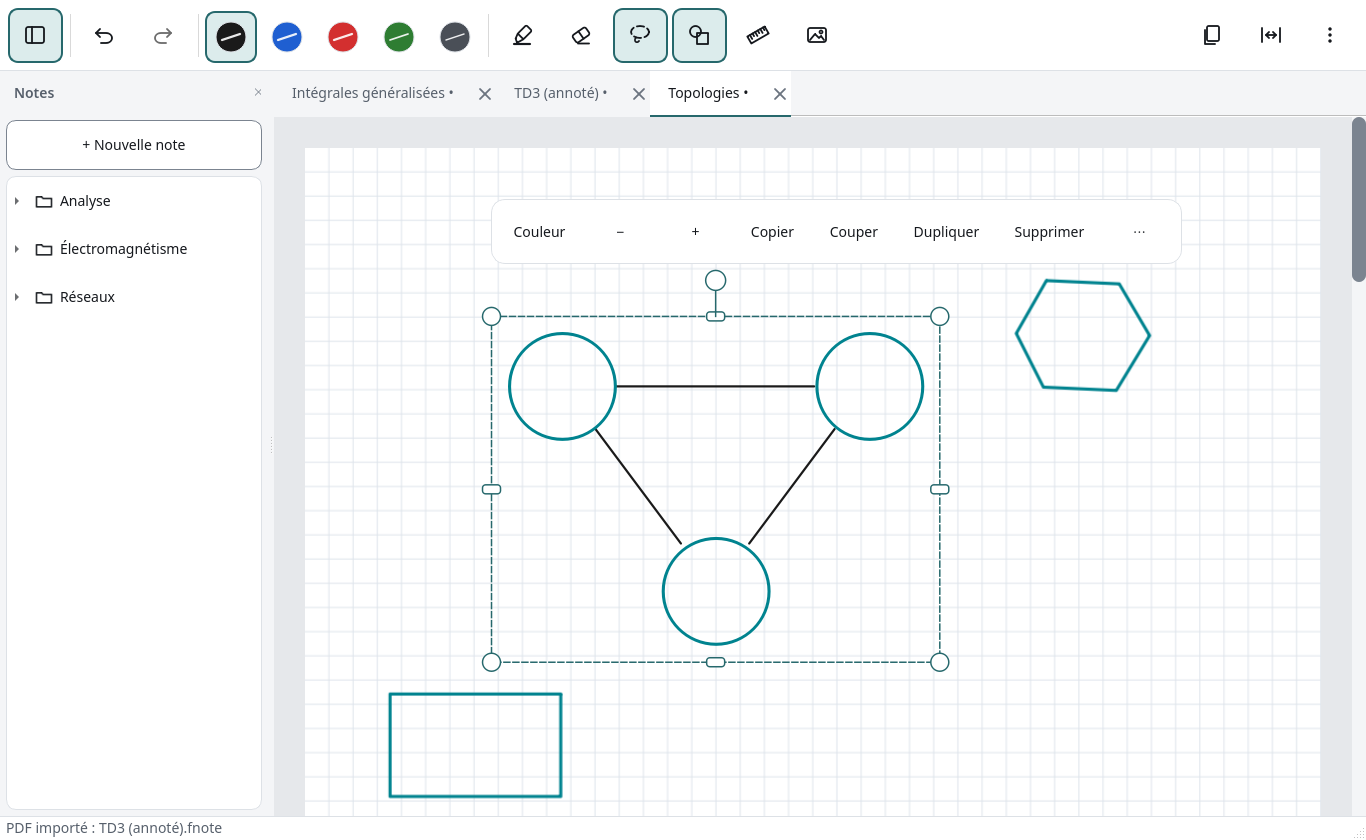 Notes ×
Intégrales généralisées •
TD3 (annoté) •
Topologies •
+ Nouvelle note
Analyse
Électromagnétisme
Réseaux
Couleur − + Copier Couper Dupliquer Supprimer ···
PDF importé : TD3 (annoté).fnote